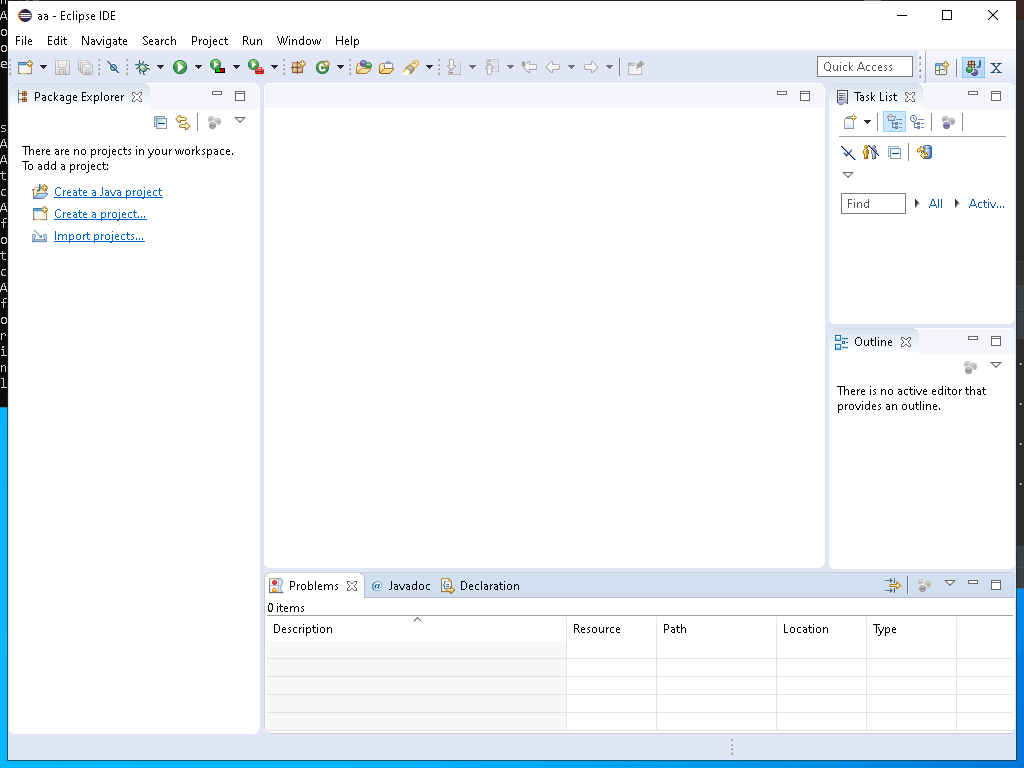 aa - Eclipse IDE
File Edit Navigate Search Project Run Window Help
Quick Access
Package Explorer
There are no projects in your workspace.
To add a project:
Create a Java project
Create a project...
Import projects...
Task List
Find
All
Activ...
Outline
There is no active editor that
provides an outline.
Problems @ Javadoc Declaration
0 items
Description Resource Path Location Type